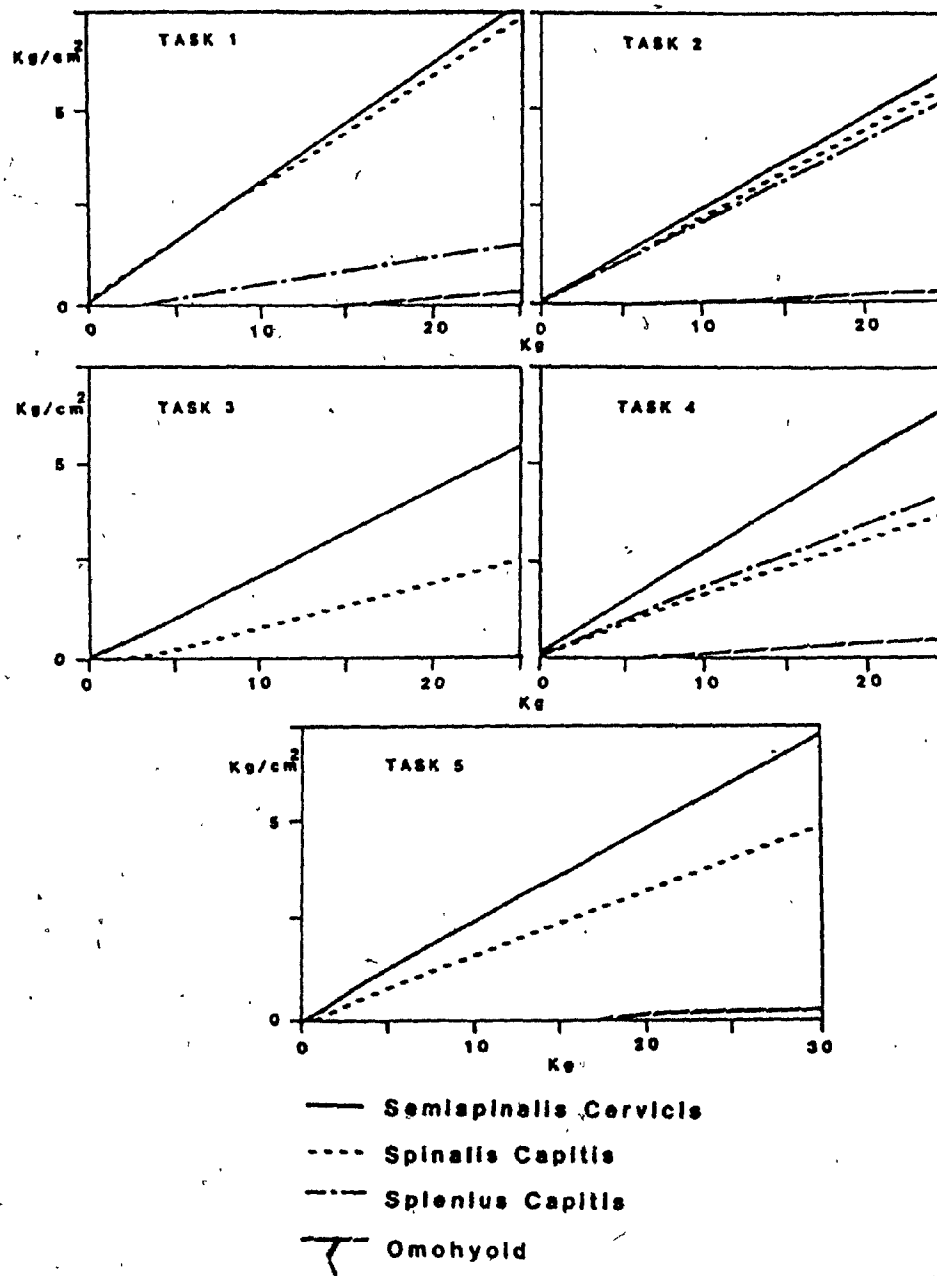 TASK 1
TASK 2
Kg/cm2
5
0
0 10 20
Kg
0 10 20
TASK 3
TASK 4
Kg/cm2
5
0
0 10 20
Kg
0 10 20
TASK 5
Kg/cm2
5
0
0 10 20 30
Kg
Semispinalis Cervicis
Spinalis Capitis
Splenius Capitis
Omohyoid